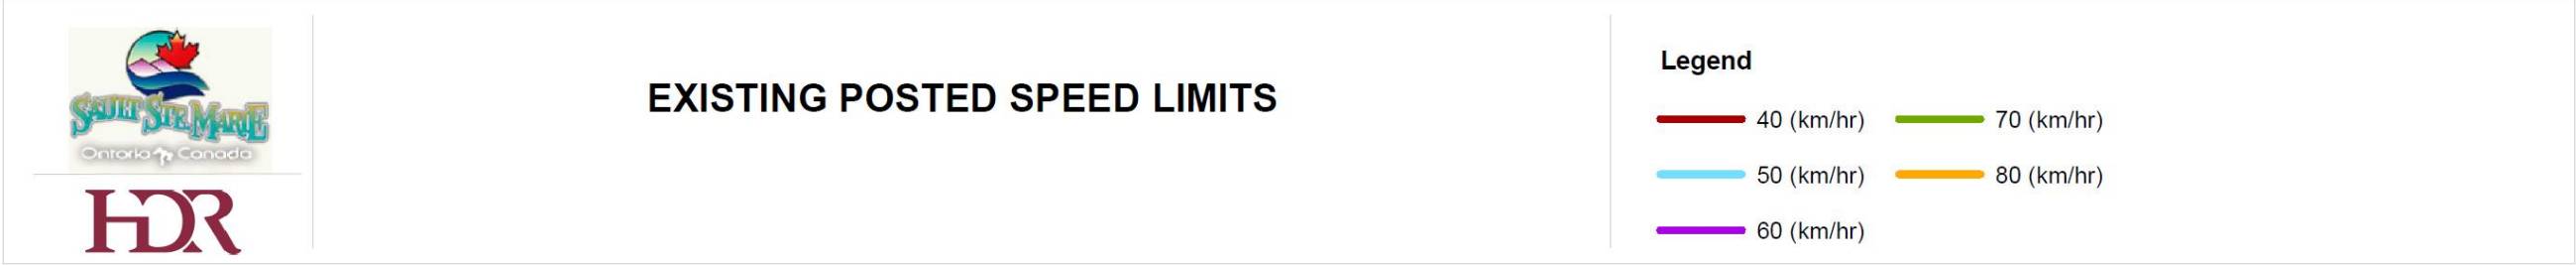 SAULT STE. MARIE
Ontario Canada
HDR
EXISTING POSTED SPEED LIMITS
Legend
40 (km/hr)
70 (km/hr)
50 (km/hr)
80 (km/hr)
60 (km/hr)